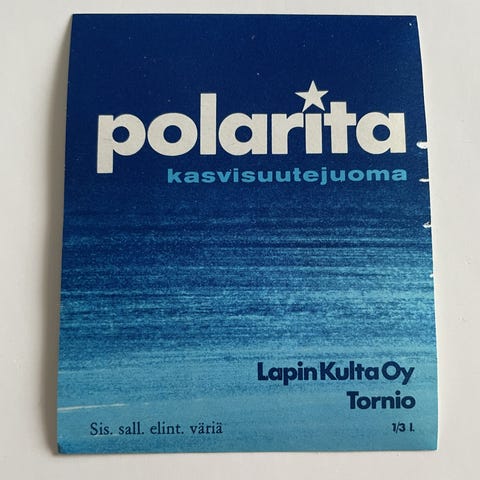 polarita
kasvisuutejuoma
Lapin Kulta Oy
Tornio
Sis. sall. elint. väriä
1/3 l.